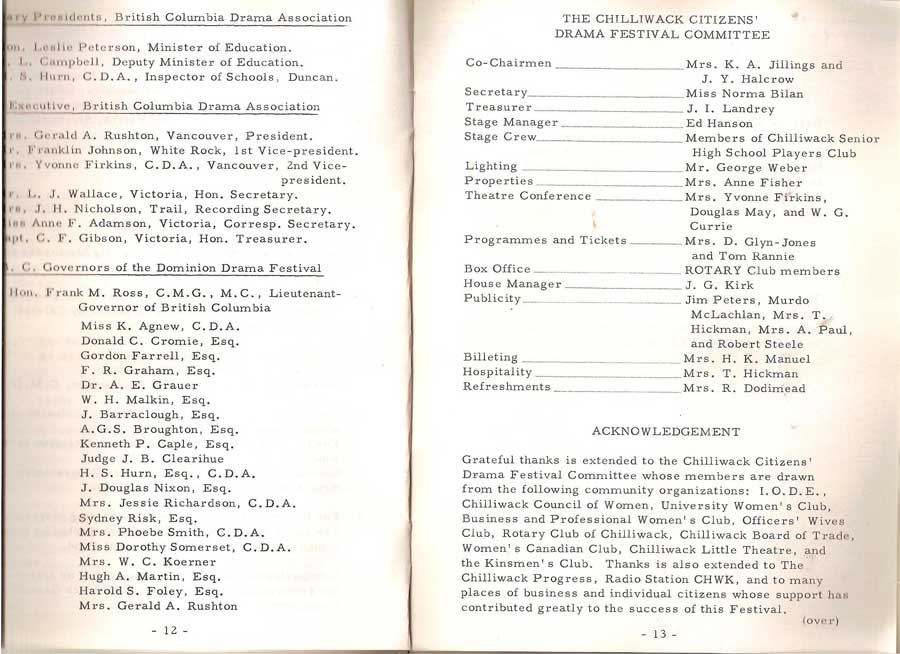 ary Presidents, British Columbia Drama Association
on. Leslie Peterson, Minister of Education.
. L. Campbell, Deputy Minister of Education.
. S. Hurn, C.D.A., Inspector of Schools, Duncan.
Executive, British Columbia Drama Association
rs. Gerald A. Rushton, Vancouver, President.
r. Franklin Johnson, White Rock, 1st Vice-president.
rs. Yvonne Firkins, C.D.A., Vancouver, 2nd Vice-
president.
r. L. J. Wallace, Victoria, Hon. Secretary.
rs. J. H. Nicholson, Trail, Recording Secretary.
iss Anne F. Adamson, Victoria, Corresp. Secretary.
apt. C. F. Gibson, Victoria, Hon. Treasurer.
. C. Governors of the Dominion Drama Festival
Hon. Frank M. Ross, C.M.G., M.C., Lieutenant-
Governor of British Columbia
Miss K. Agnew, C.D.A.
Donald C. Cromie, Esq.
Gordon Farrell, Esq.
F. R. Graham, Esq.
Dr. A. E. Grauer
W. H. Malkin, Esq.
J. Barraclough, Esq.
A.G.S. Broughton, Esq.
Kenneth P. Caple, Esq.
Judge J. B. Clearihue
H. S. Hurn, Esq., C.D.A.
J. Douglas Nixon, Esq.
Mrs. Jessie Richardson, C.D.A.
Sydney Risk, Esq.
Mrs. Phoebe Smith, C.D.A.
Miss Dorothy Somerset, C.D.A.
Mrs. W. C. Koerner
Hugh A. Martin, Esq.
Harold S. Foley, Esq.
Mrs. Gerald A. Rushton
- 12 -
THE CHILLIWACK CITIZENS'
DRAMA FESTIVAL COMMITTEE
Co-Chairmen Mrs. K. A. Jillings and
J. Y. Halcrow
Secretary Miss Norma Bilan
Treasurer J. I. Landrey
Stage Manager Ed Hanson
Stage Crew Members of Chilliwack Senior
High School Players Club
Lighting Mr. George Weber
Properties Mrs. Anne Fisher
Theatre Conference Mrs. Yvonne Firkins,
Douglas May, and W. G.
Currie
Programmes and Tickets Mrs. D. Glyn-Jones
and Tom Rannie
Box Office ROTARY Club members
House Manager J. G. Kirk
Publicity Jim Peters, Murdo
McLachlan, Mrs. T.
Hickman, Mrs. A. Paul,
and Robert Steele
Billeting Mrs. H. K. Manuel
Hospitality Mrs. T. Hickman
Refreshments Mrs. R. Dodimead
ACKNOWLEDGEMENT
Grateful thanks is extended to the Chilliwack Citizens'
Drama Festival Committee whose members are drawn
from the following community organizations: I.O.D.E.,
Chilliwack Council of Women, University Women's Club,
Business and Professional Women's Club, Officers' Wives
Club, Rotary Club of Chilliwack, Chilliwack Board of Trade,
Women's Canadian Club, Chilliwack Little Theatre, and
the Kinsmen's Club. Thanks is also extended to The
Chilliwack Progress, Radio Station CHWK, and to many
places of business and individual citizens whose support has
contributed greatly to the success of this Festival.
(over)
- 13 -